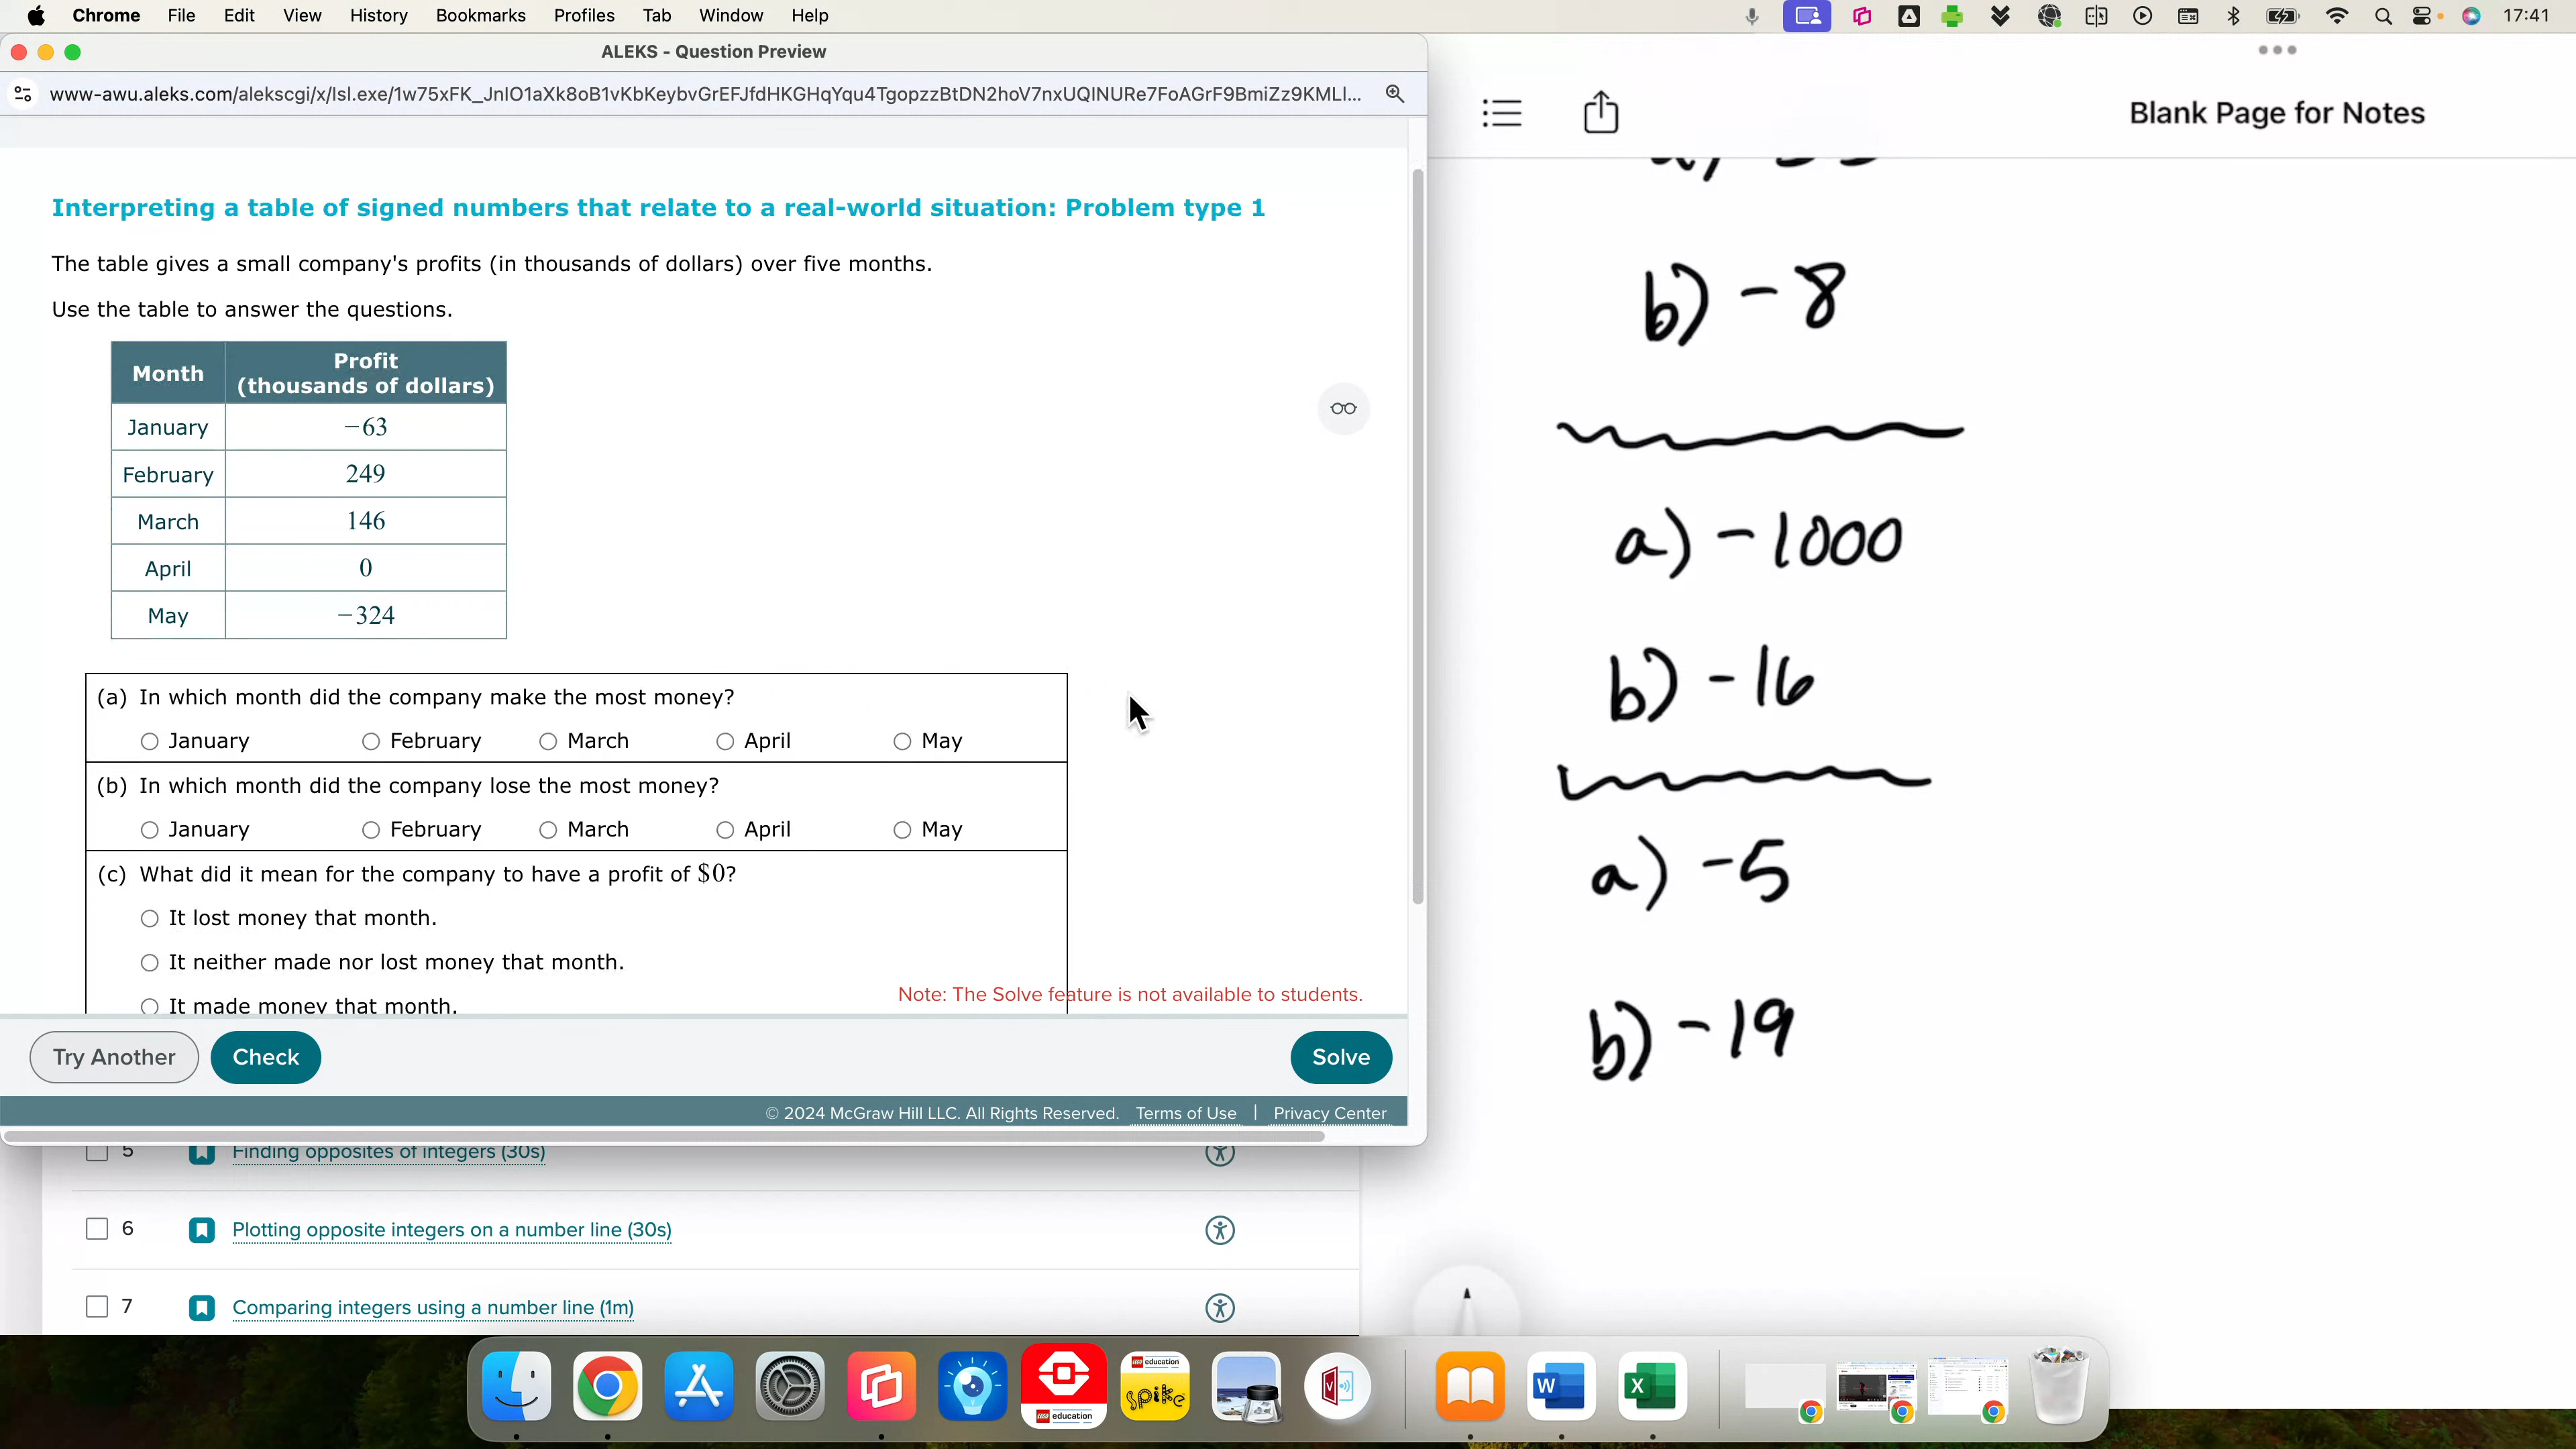 Chrome File Edit View History Bookmarks Profiles Tab Window Help 17:41
ALEKS - Question Preview
www-awu.aleks.com/alekscgi/x/Isl.exe/1w75xFK_JnIO1aXk8oB1vKbKeybvGrEFJfdHKGHqYqu4TgopzzBtDN2hoV7nxUQINURe7FoAGrF9BmiZz9KMLI...
Interpreting a table of signed numbers that relate to a real-world situation: Problem type 1
The table gives a small company's profits (in thousands of dollars) over five months.
Use the table to answer the questions.
Month Profit (thousands of dollars)
January −63
February 249
March 146
April 0
May −324
(a) In which month did the company make the most money?
January February March April May
(b) In which month did the company lose the most money?
January February March April May
(c) What did it mean for the company to have a profit of $0?
It lost money that month.
It neither made nor lost money that month.
It made money that month.
Note: The Solve feature is not available to students.
Try Another Check Solve
© 2024 McGraw Hill LLC. All Rights Reserved. Terms of Use | Privacy Center
5 Finding opposites of integers (30s)
6 Plotting opposite integers on a number line (30s)
7 Comparing integers using a number line (1m)
Blank Page for Notes
b) -8
a) -1000
b) -16
a) -5
b) -19
education
education
spike
W
X